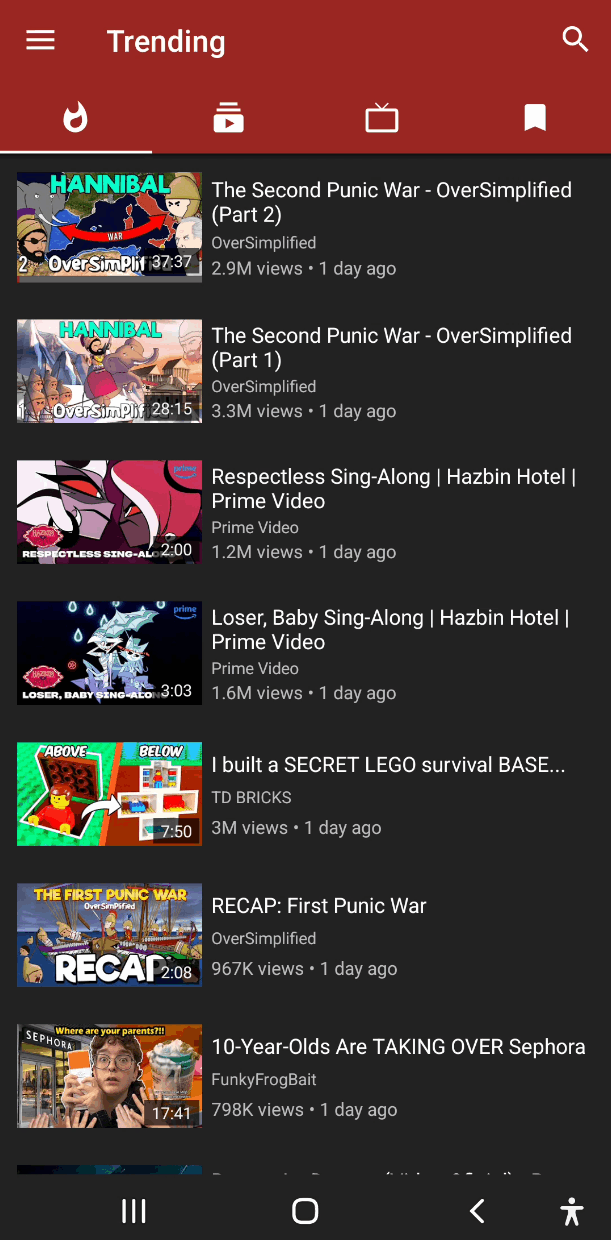 Trending
HANNIBAL
WAR
2 OverSimplif
37:37
The Second Punic War - OverSimplified
(Part 2)
OverSimplified
2.9M views • 1 day ago
HANNIBAL
1 OverSimplif
28:15
The Second Punic War - OverSimplified
(Part 1)
OverSimplified
3.3M views • 1 day ago
prime
HAZBIN
RESPECTLESS SING-ALO
2:00
Respectless Sing-Along | Hazbin Hotel |
Prime Video
Prime Video
1.2M views • 1 day ago
prime
HAZBIN
LOSER, BABY SING-ALON
3:03
Loser, Baby Sing-Along | Hazbin Hotel |
Prime Video
Prime Video
1.6M views • 1 day ago
ABOVE BELOW
7:50
I built a SECRET LEGO survival BASE...
TD BRICKS
3M views • 1 day ago
THE FIRST PUNIC WAR
OverSimplified
RECAP
2:08
RECAP: First Punic War
OverSimplified
967K views • 1 day ago
Where are your parents?!!
SEPHORA
17:41
10-Year-Olds Are TAKING OVER Sephora
FunkyFrogBait
798K views • 1 day ago